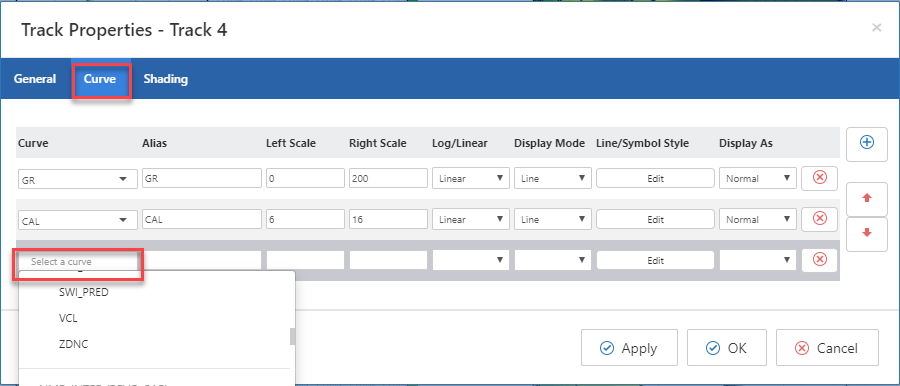 Track Properties - Track 4
General Curve Shading
Curve Alias Left Scale Right Scale Log/Linear Display Mode Line/Symbol Style Display As
GR GR 0 200 Linear Line Edit Normal
CAL CAL 6 16 Linear Line Edit Normal
Select a curve Edit
SWI_PRED
VCL
ZDNC
Apply OK Cancel